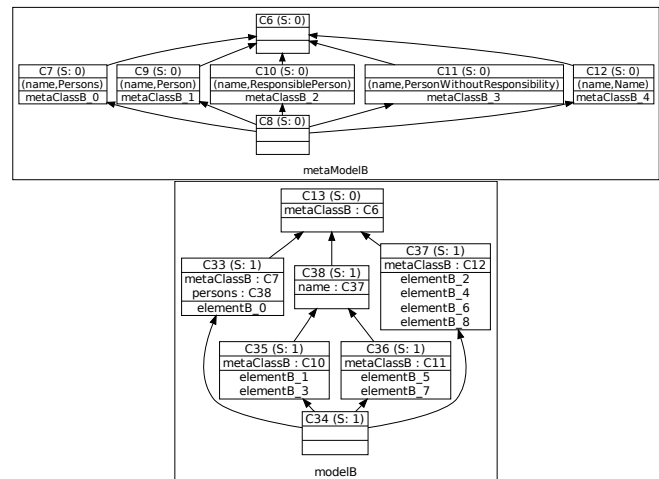 C6 (S: 0)
C7 (S: 0)
(name,Persons)
metaClassB_0
C9 (S: 0)
(name,Person)
metaClassB_1
C10 (S: 0)
(name,ResponsiblePerson)
metaClassB_2
C11 (S: 0)
(name,PersonWithoutResponsibility)
metaClassB_3
C12 (S: 0)
(name,Name)
metaClassB_4
C8 (S: 0)
metaModelB
C13 (S: 0)
metaClassB : C6
C33 (S: 1)
metaClassB : C7
persons : C38
elementB_0
C38 (S: 1)
name : C37
C37 (S: 1)
metaClassB : C12
elementB_2
elementB_4
elementB_6
elementB_8
C35 (S: 1)
metaClassB : C10
elementB_1
elementB_3
C36 (S: 1)
metaClassB : C11
elementB_5
elementB_7
C34 (S: 1)
modelB